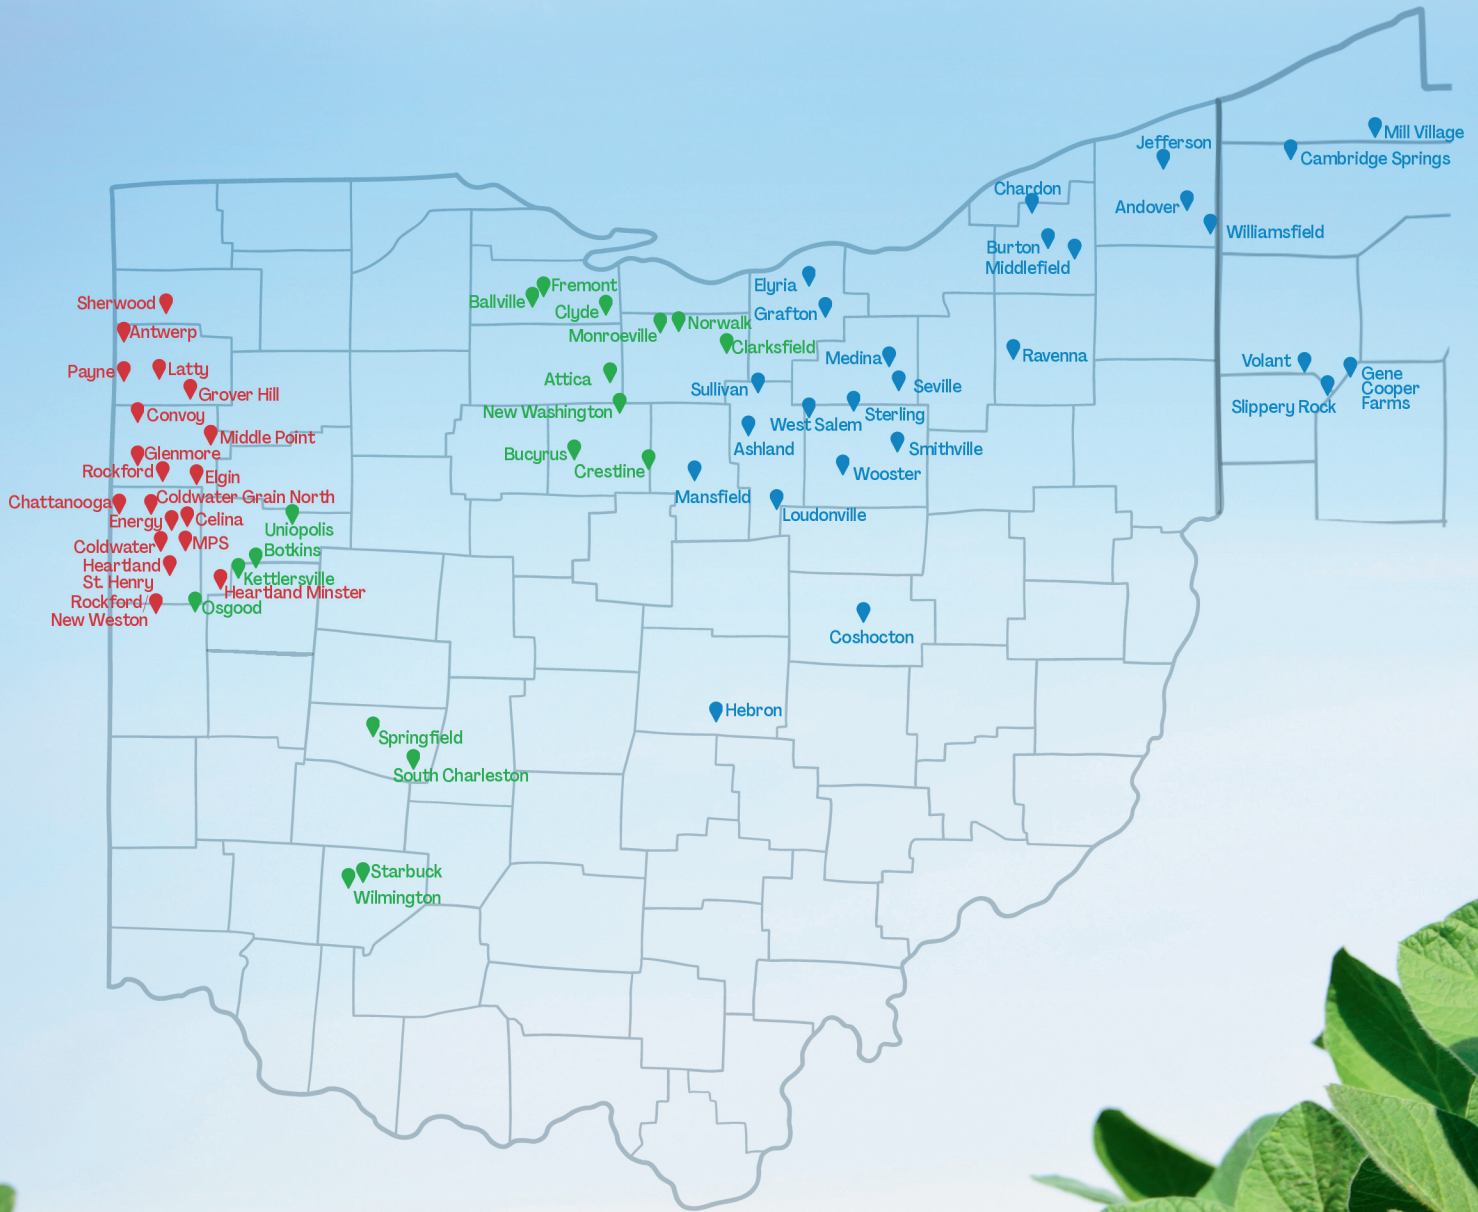 Mill Village
Jefferson
Cambridge Springs
Chardon
Andover
Williamsfield
Burton
Middlefield
Elyria
Grafton
Fremont
Ballville
Clyde
Monroeville
Norwalk
Clarksfield
Sherwood
Antwerp
Payne
Latty
Grover Hill
Convoy
Middle Point
Glenmore
Rockford
Elgin
Coldwater Grain North
Chattanooga
Energy
Celina
Coldwater
MPS
Heartland
St. Henry
Rockford/
New Weston
Heartland Minster
Uniopolis
Botkins
Kettlersville
Osgood
Attica
New Washington
Bucyrus
Crestline
Medina
Seville
Sullivan
West Salem
Sterling
Ashland
Smithville
Wooster
Mansfield
Loudonville
Ravenna
Volant
Gene
Cooper
Farms
Slippery Rock
Coshocton
Hebron
Springfield
South Charleston
Starbuck
Wilmington